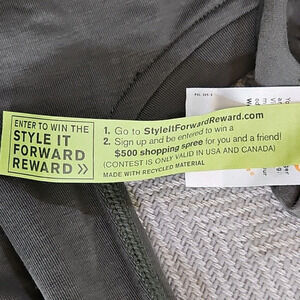 ENTER TO WIN THE
STYLE IT
FORWARD
REWARD >>
1. Go to StyleItForwardReward.com
2. Sign up and be entered to win a
$500 shopping spree for you and a friend!
(CONTEST IS ONLY VALID IN USA AND CANADA)
MADE WITH RECYCLED MATERIAL